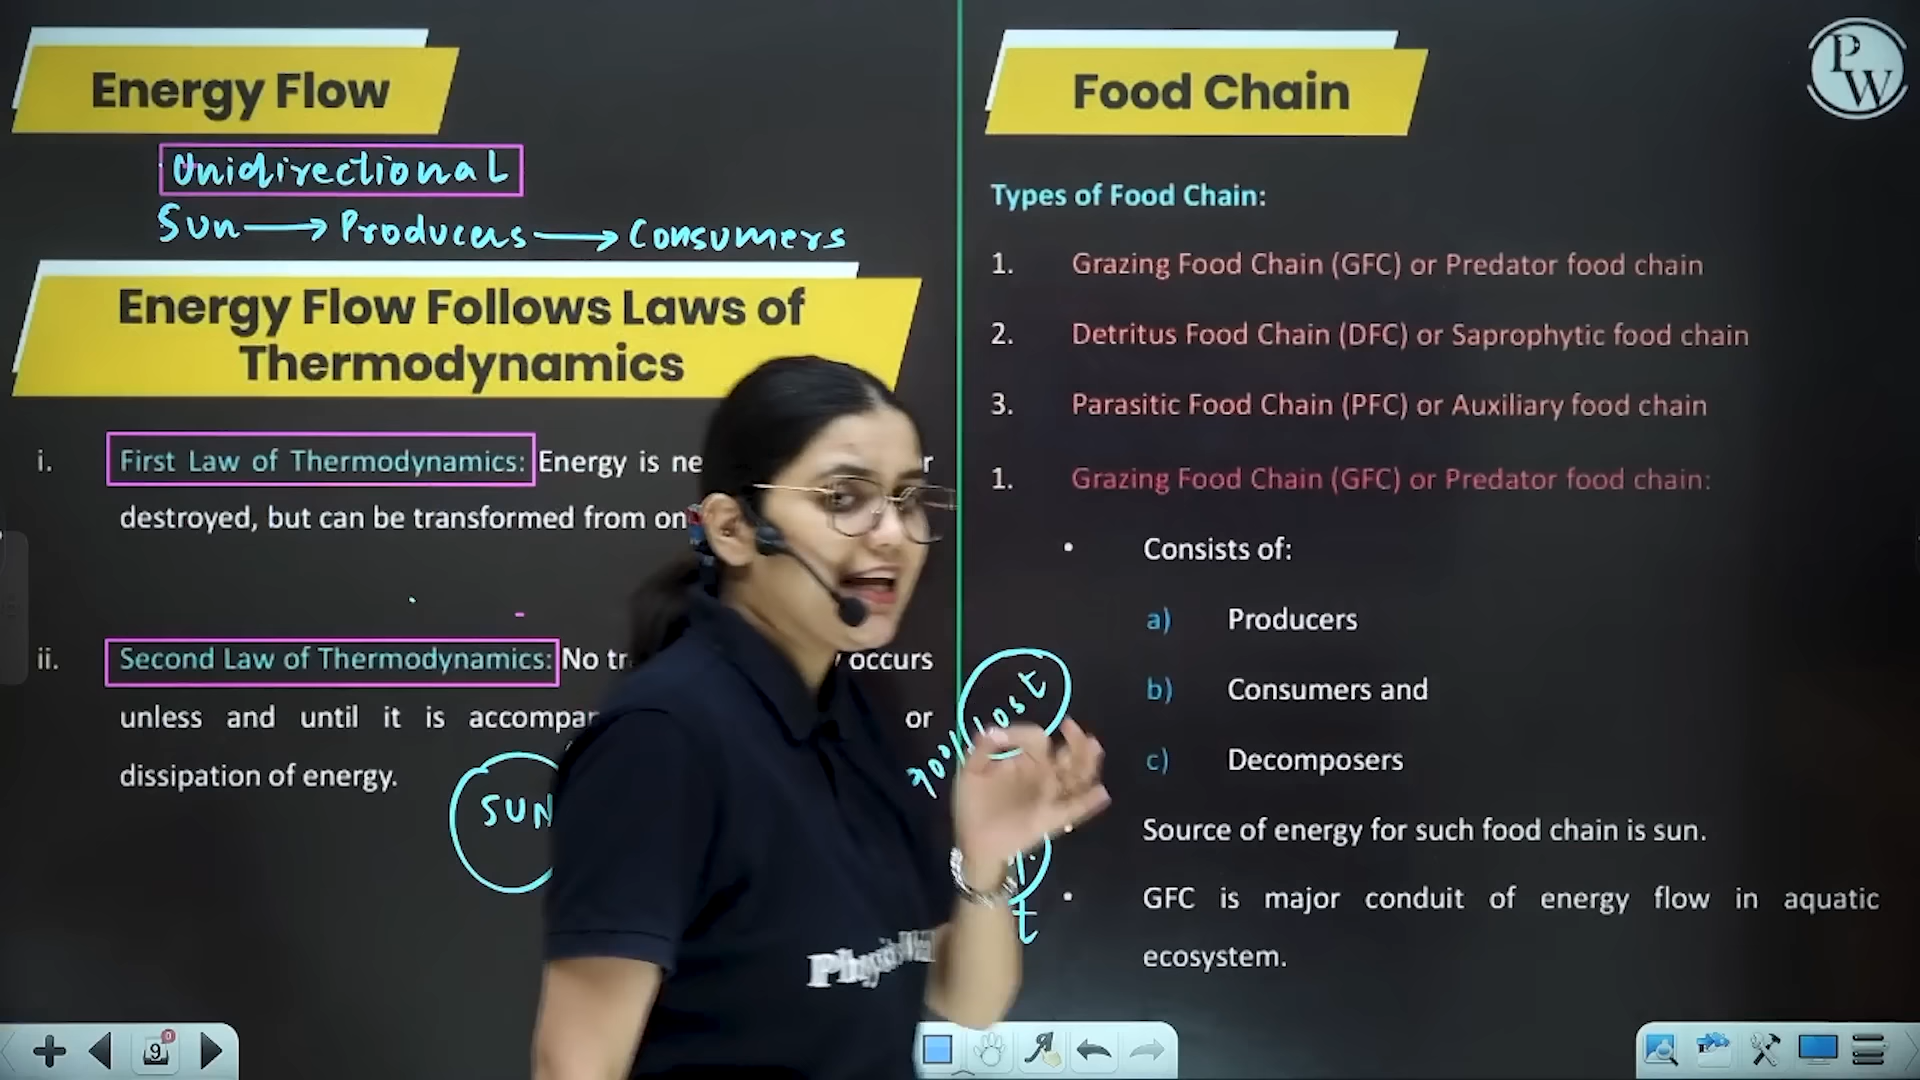 Energy Flow
Unidirectional
Sun → Producers → Consumers
Energy Flow Follows Laws of
Thermodynamics
i. First Law of Thermodynamics: Energy is ne
destroyed, but can be transformed from on
ii. Second Law of Thermodynamics: No occurs
unless and until it is or
dissipation of energy.
SUN
90% lost
t
Food Chain
PW
Types of Food Chain:
1. Grazing Food Chain (GFC) or Predator food chain
2. Detritus Food Chain (DFC) or Saprophytic food chain
3. Parasitic Food Chain (PFC) or Auxiliary food chain
1. Grazing Food Chain (GFC) or Predator food chain:
• Consists of:
a) Producers
b) Consumers and
c) Decomposers
• Source of energy for such food chain is sun.
• GFC is major conduit of energy flow in aquatic
ecosystem.
9